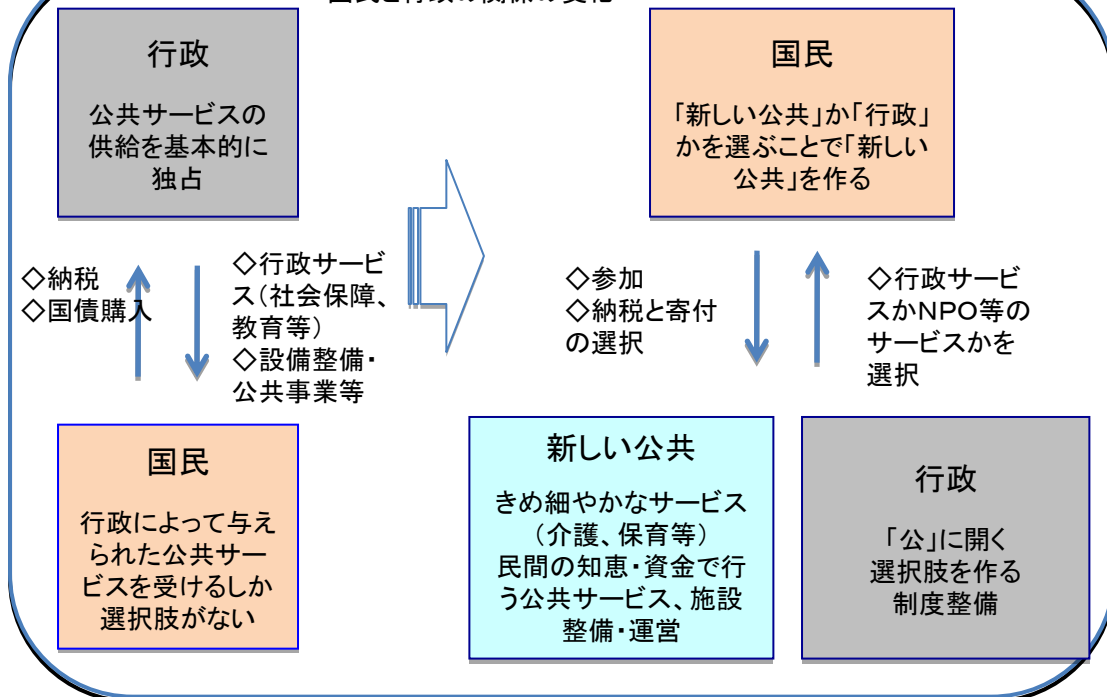 行政
公共サービスの
供給を基本的に
独占
◇納税
◇国債購入
◇行政サービ
ス(社会保障、
教育等)
◇設備整備・
公共事業等
国民
行政によって与え
られた公共サー
ビスを受けるしか
選択肢がない
国民
「新しい公共」か「行政」
かを選ぶことで「新しい
公共」を作る
◇参加
◇納税と寄付
の選択
◇行政サービ
スかNPO等の
サービスかを
選択
新しい公共
きめ細やかなサービス
(介護、保育等)
民間の知恵・資金で行
う公共サービス、施設
整備・運営
行政
「公」に開く
選択肢を作る
制度整備